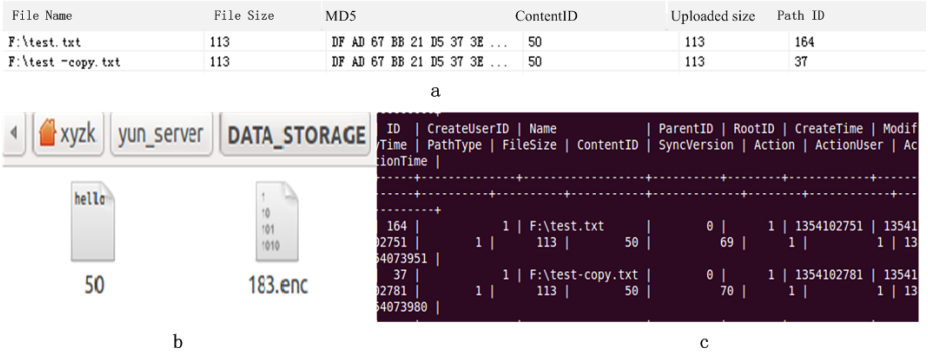 File Name File Size MD5 ContentID Uploaded size Path ID
F:\test.txt 113 DF AD 67 BB 21 D5 37 3E ... 50 113 164
F:\test -copy.txt 113 DF AD 67 BB 21 D5 37 3E ... 50 113 37
a
xyzk yun_server DATA_STORAGE
hello
1
10
101
1010
50 183.enc
b
ID | CreateUserID | Name | ParentID | RootID | CreateTime | Modif
yTime | PathType | FileSize | ContentID | SyncVersion | Action | ActionUser | Ac
tionTime |
164 | 1 | F:\test.txt | 0 | 1 | 1354102751 | 13541
02751 | 1 | 113 | 50 | 69 | 1 | 1 | 13
54073951 |
37 | 1 | F:\test-copy.txt | 0 | 1 | 1354102781 | 13541
02781 | 1 | 113 | 50 | 70 | 1 | 1 | 13
54073980 |
c